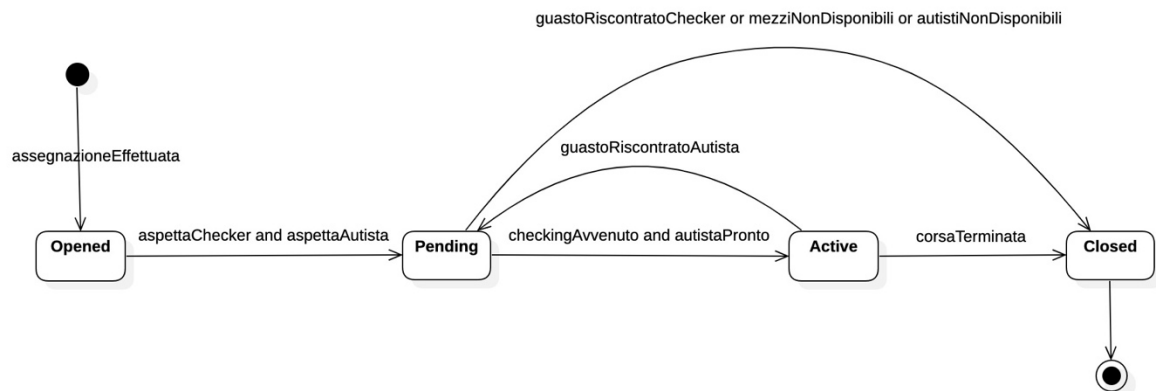 guastoRiscontratoChecker or mezziNonDisponibili or autistiNonDisponibili
assegnazioneEffettuata
guastoRiscontratoAutista
Opened
aspettaChecker and aspettaAutista
Pending
checkingAvvenuto and autistaPronto
Active
corsaTerminata
Closed